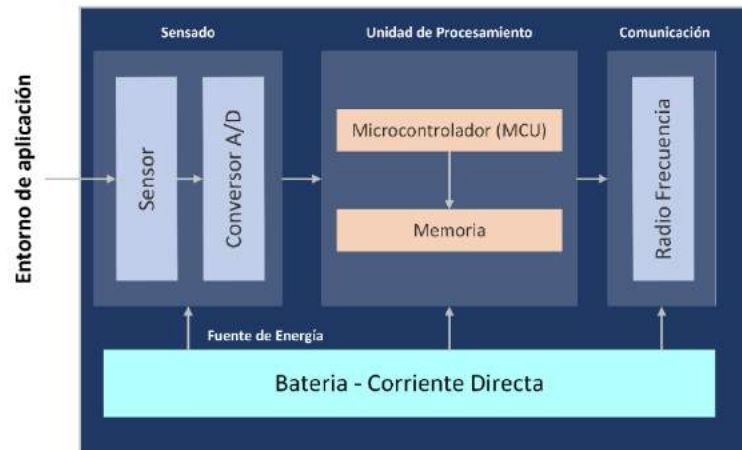 Entorno de aplicación
Sensado
Sensor
Conversor A/D
Unidad de Procesamiento
Microcontrolador (MCU)
Memoria
Comunicación
Radio Frecuencia
Fuente de Energía
Bateria - Corriente Directa